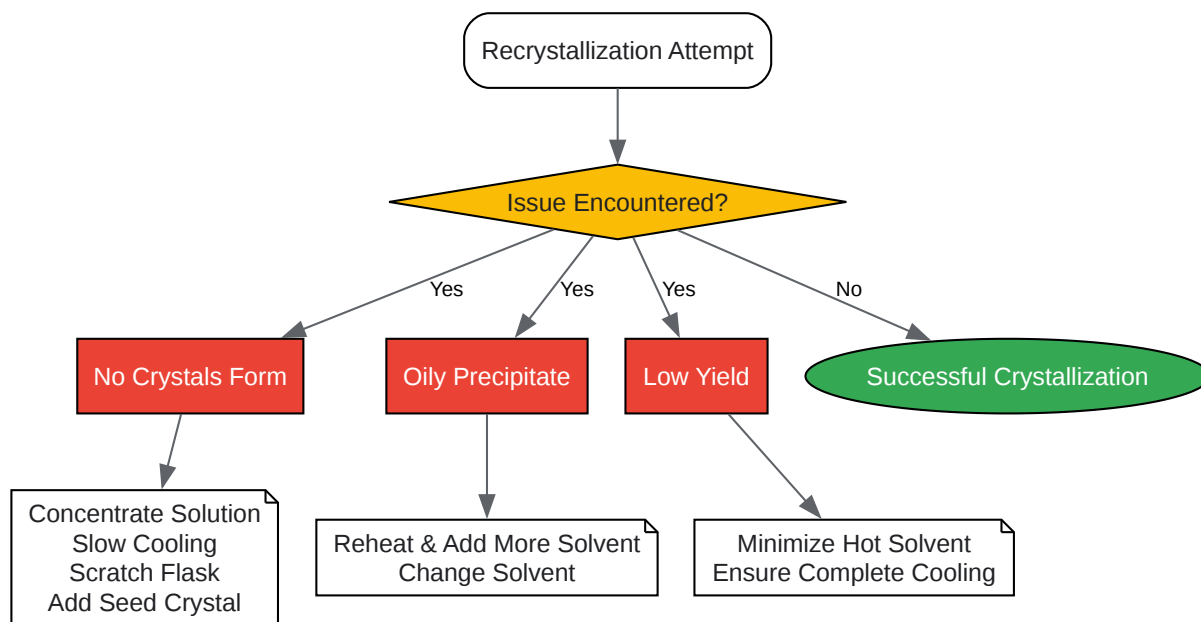 Recrystallization Attempt
Issue Encountered?
Yes
Yes
Yes
No
No Crystals Form
Oily Precipitate
Low Yield
Successful Crystallization
Concentrate Solution
Slow Cooling
Scratch Flask
Add Seed Crystal
Reheat & Add More Solvent
Change Solvent
Minimize Hot Solvent
Ensure Complete Cooling